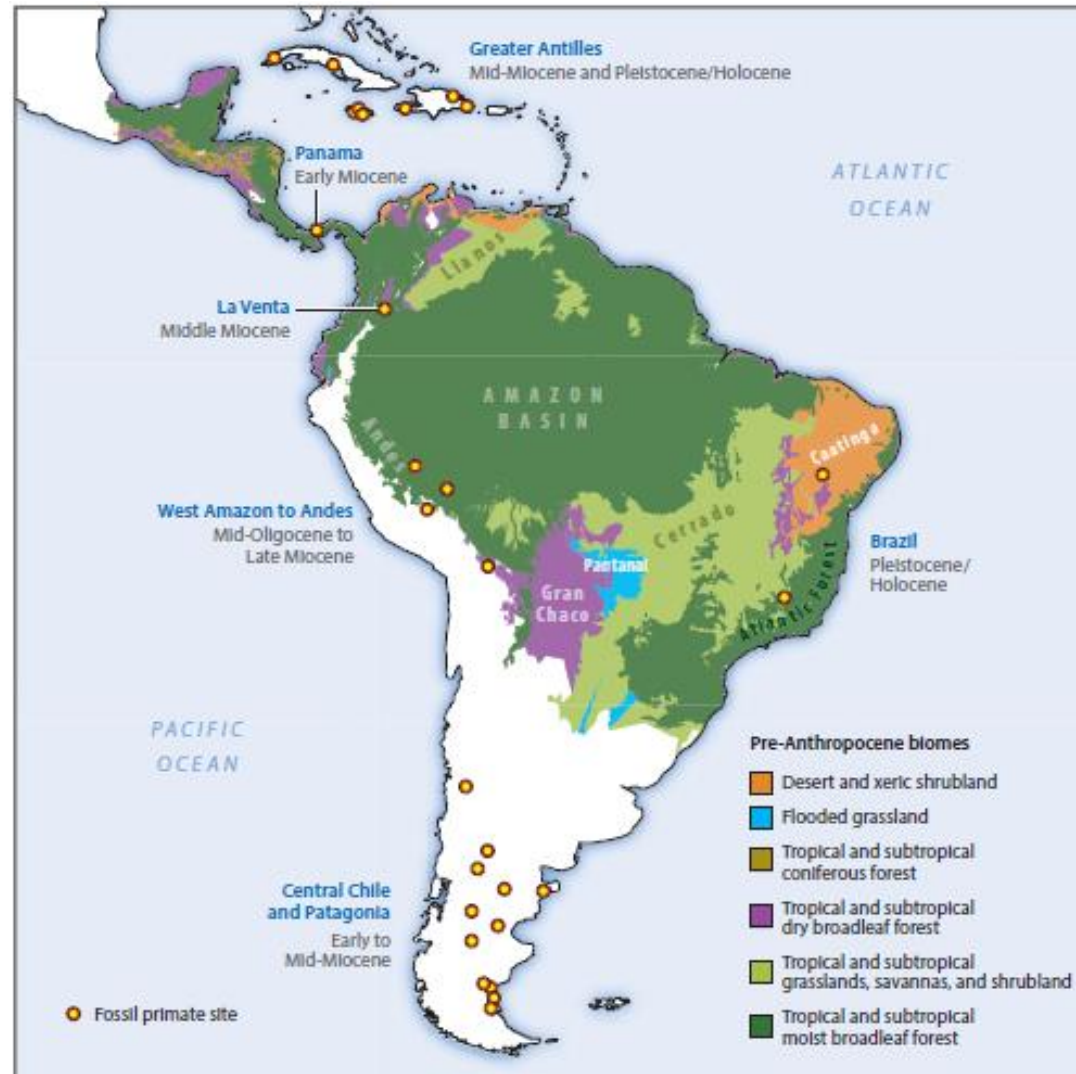 Greater Antilles
Mid-Miocene and Pleistocene/Holocene
Panama
Early Miocene
ATLANTIC
OCEAN
Llanos
La Venta
Middle Miocene
AMAZON
BASIN
Andes
Caatinga
West Amazon to Andes
Mid-Oligocene to
Late Miocene
Cerrado
Brazil
Pleistocene/
Holocene
Pantanal
Gran
Chaco
Atlantic Forest
PACIFIC
OCEAN
Pre-Anthropocene biomes
Desert and xeric shrubland
Flooded grassland
Tropical and subtropical
coniferous forest
Tropical and subtropical
dry broadleaf forest
Tropical and subtropical
grasslands, savannas, and shrubland
Tropical and subtropical
moist broadleaf forest
Central Chile
and Patagonia
Early to
Mid-Miocene
Fossil primate site